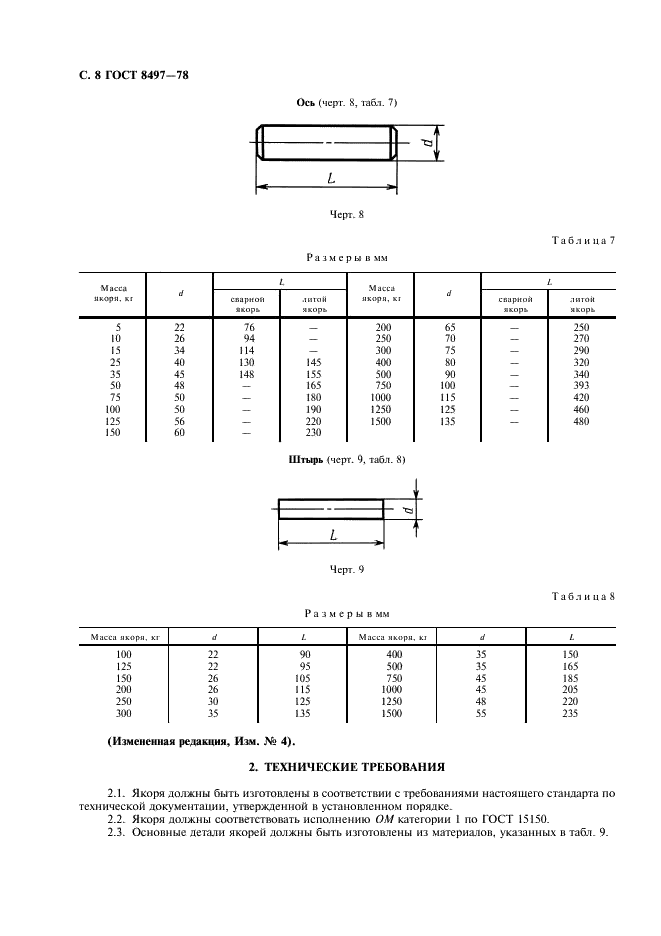 С. 8 ГОСТ 8497—78
Ось (черт. 8, табл. 7)
d
L
Черт. 8
Таблица 7
Размеры в мм
Масса якоря, кг d L Масса якоря, кг d L
сварной якорь литой якорь сварной якорь литой якорь
5 22 76 — 200 65 — 250
10 26 94 — 250 70 — 270
15 34 114 — 300 75 — 290
25 40 130 145 400 80 — 320
35 45 148 155 500 90 — 340
50 48 — 165 750 100 — 393
75 50 — 180 1000 115 — 420
100 50 — 190 1250 125 — 460
125 56 — 220 1500 135 — 480
150 60 — 230
Штырь (черт. 9, табл. 8)
d
L
Черт. 9
Таблица 8
Размеры в мм
Масса якоря, кг d L Масса якоря, кг d L
100 22 90 400 35 150
125 22 95 500 35 165
150 26 105 750 45 185
200 26 115 1000 45 205
250 30 125 1250 48 220
300 35 135 1500 55 235
(Измененная редакция, Изм. № 4).
2. ТЕХНИЧЕСКИЕ ТРЕБОВАНИЯ
2.1. Якоря должны быть изготовлены в соответствии с требованиями настоящего стандарта по
технической документации, утвержденной в установленном порядке.
2.2. Якоря должны соответствовать исполнению ОМ категории 1 по ГОСТ 15150.
2.3. Основные детали якорей должны быть изготовлены из материалов, указанных в табл. 9.